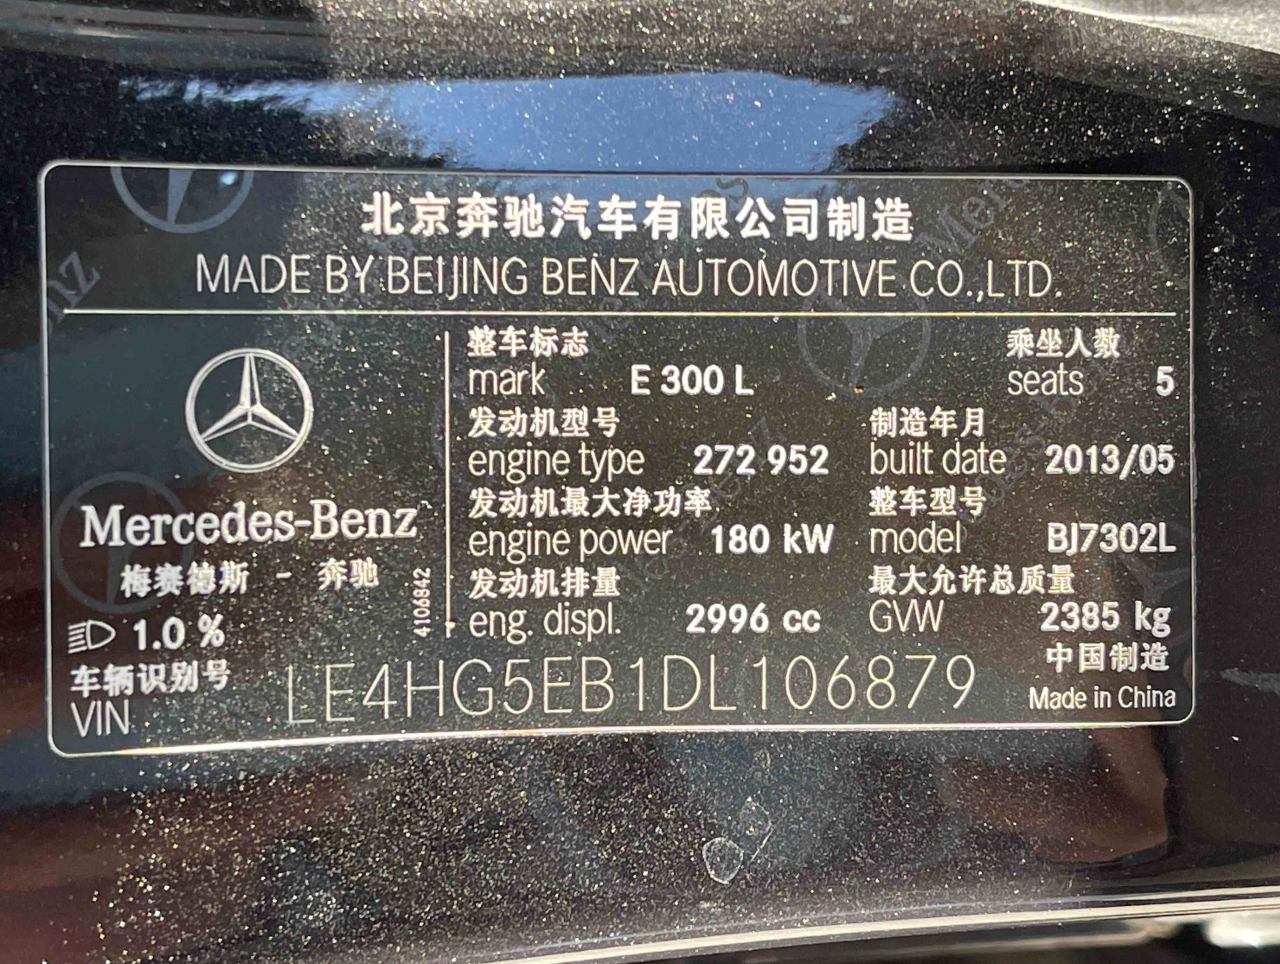 北京奔驰汽车有限公司制造
MADE BY BEIJING BENZ AUTOMOTIVE CO.,LTD.
Mercedes-Benz
梅赛德斯 - 奔驰
1.0 %
4106842
整车标志
mark E 300 L
乘坐人数
seats 5
发动机型号
engine type 272 952
制造年月
built date 2013/05
发动机最大净功率
engine power 180 kW
整车型号
model BJ7302L
发动机排量
eng. displ. 2996 cc
最大允许总质量
GVW 2385 kg
车辆识别号
VIN LE4HG5EB1DL106879
中国制造
Made in China